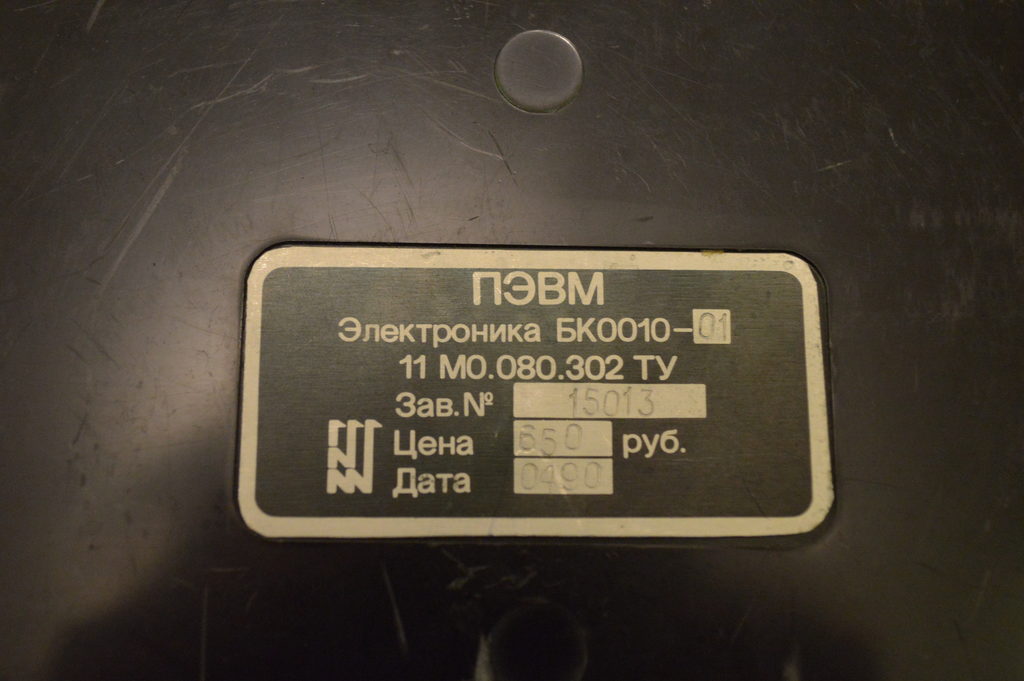 ПЭВМ
Электроника БК0010-01
11 М0.080.302 ТУ
Зав.№ 15013
Цена 650 руб.
Дата 0490